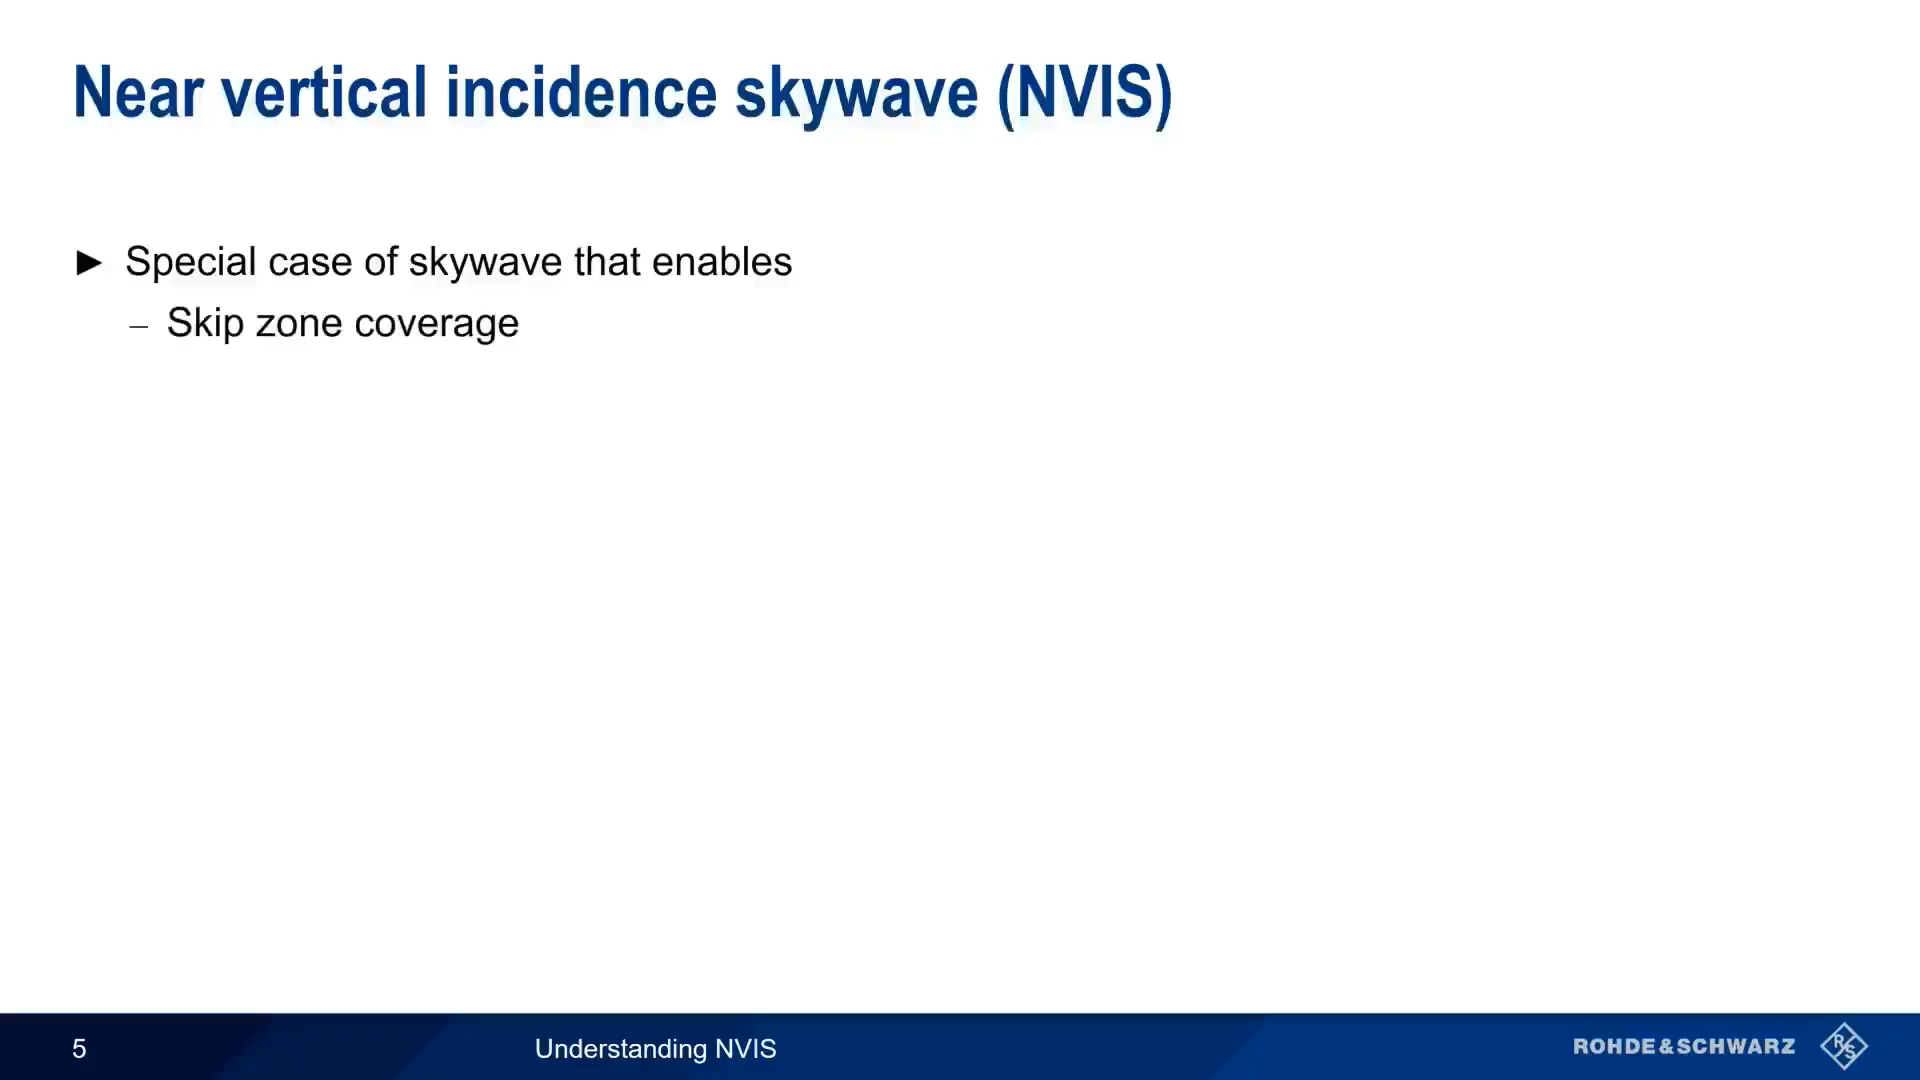 Near vertical incidence skywave (NVIS)
► Special case of skywave that enables
– Skip zone coverage
5
Understanding NVIS
ROHDE&SCHWARZ
R&S